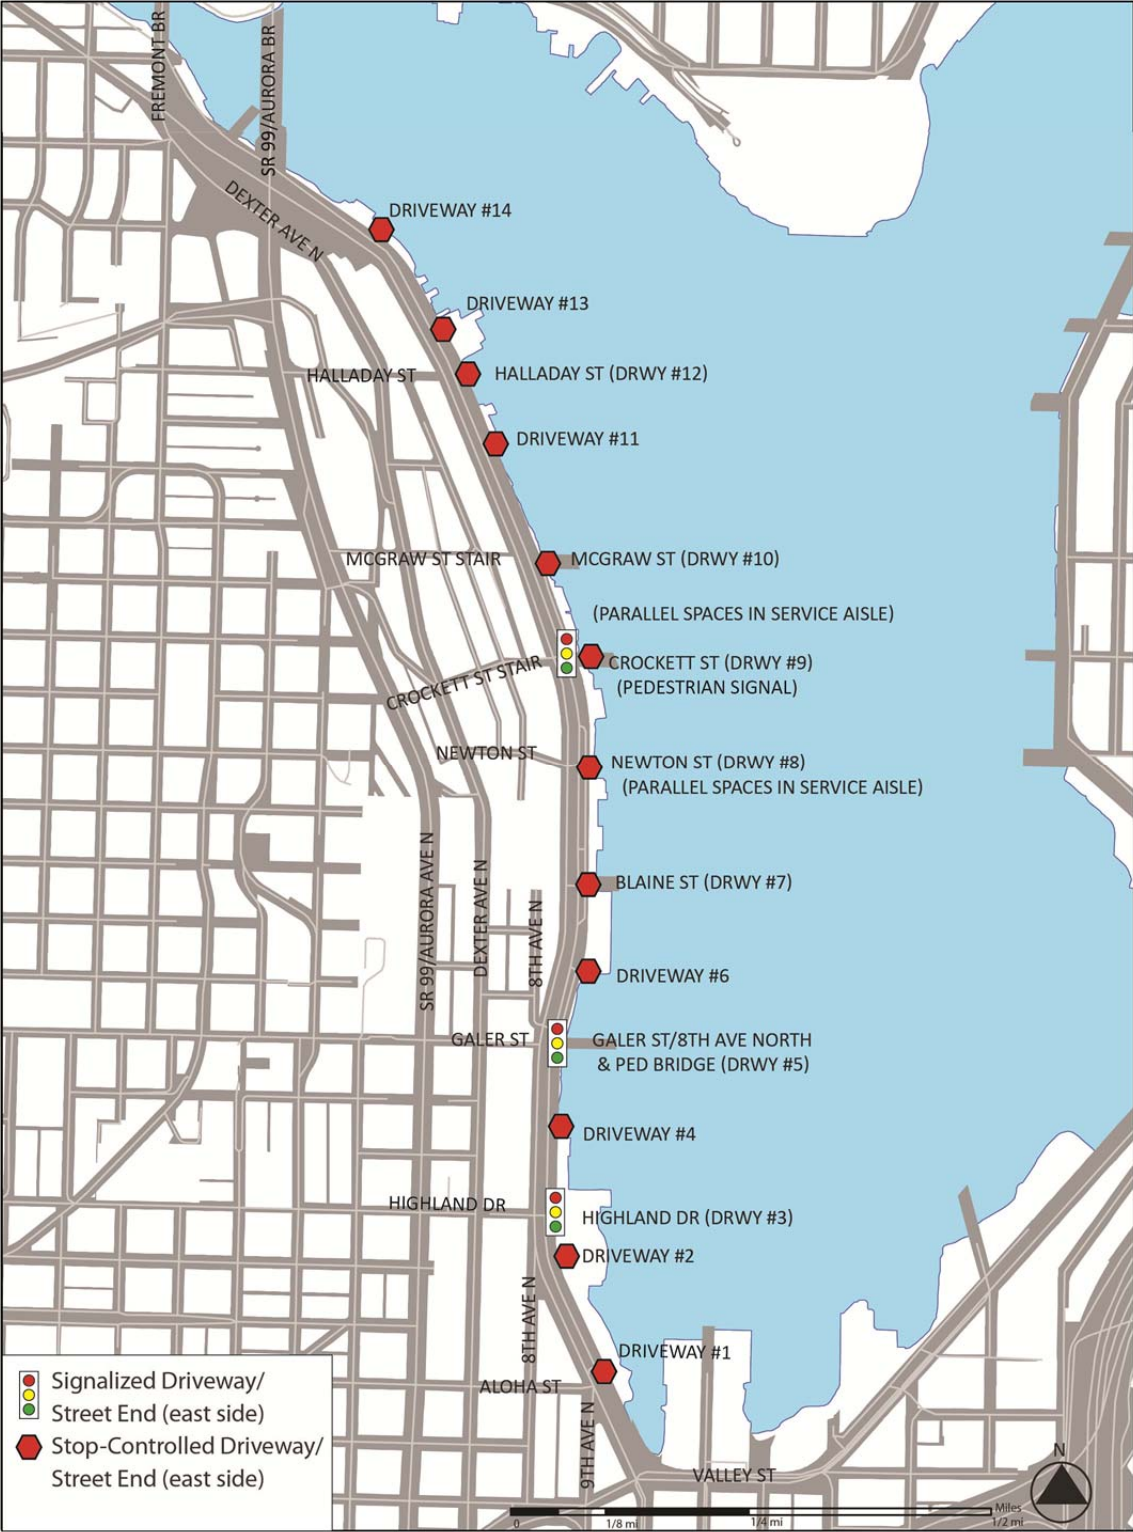 FREMONT BR
SR 99/AURORA BR
DEXTER AVE N
DRIVEWAY #14
DRIVEWAY #13
HALLADAY ST
HALLADAY ST (DRWY #12)
DRIVEWAY #11
MCGRAW ST STAIR
MCGRAW ST (DRWY #10)
(PARALLEL SPACES IN SERVICE AISLE)
CROCKETT ST STAIR
CROCKETT ST (DRWY #9)
(PEDESTRIAN SIGNAL)
NEWTON ST
NEWTON ST (DRWY #8)
(PARALLEL SPACES IN SERVICE AISLE)
SR 99/AURORA AVE N
DEXTER AVE N
8TH AVE N
BLAINE ST (DRWY #7)
DRIVEWAY #6
GALER ST
GALER ST/8TH AVE NORTH
& PED BRIDGE (DRWY #5)
DRIVEWAY #4
HIGHLAND DR
HIGHLAND DR (DRWY #3)
DRIVEWAY #2
8TH AVE N
DRIVEWAY #1
ALOHA ST
9TH AVE N
VALLEY ST
Signalized Driveway/
Street End (east side)
Stop-Controlled Driveway/
Street End (east side)
N
Miles
0 1/8 mi 1/4 mi 1/2 mi